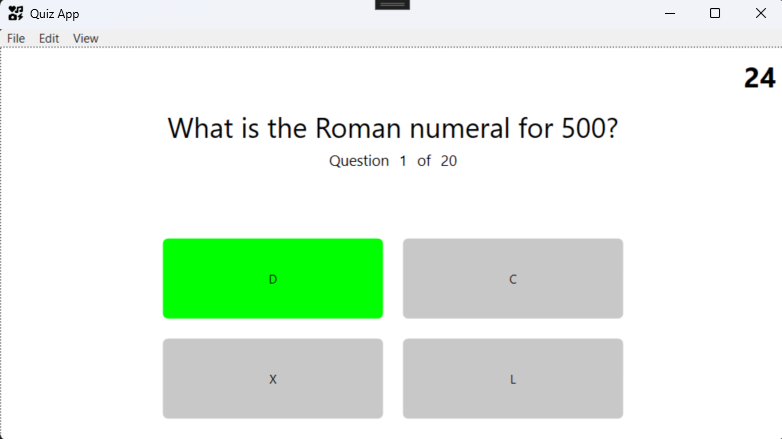 Quiz App
File Edit View
24
What is the Roman numeral for 500?
Question 1 of 20
D C
X L